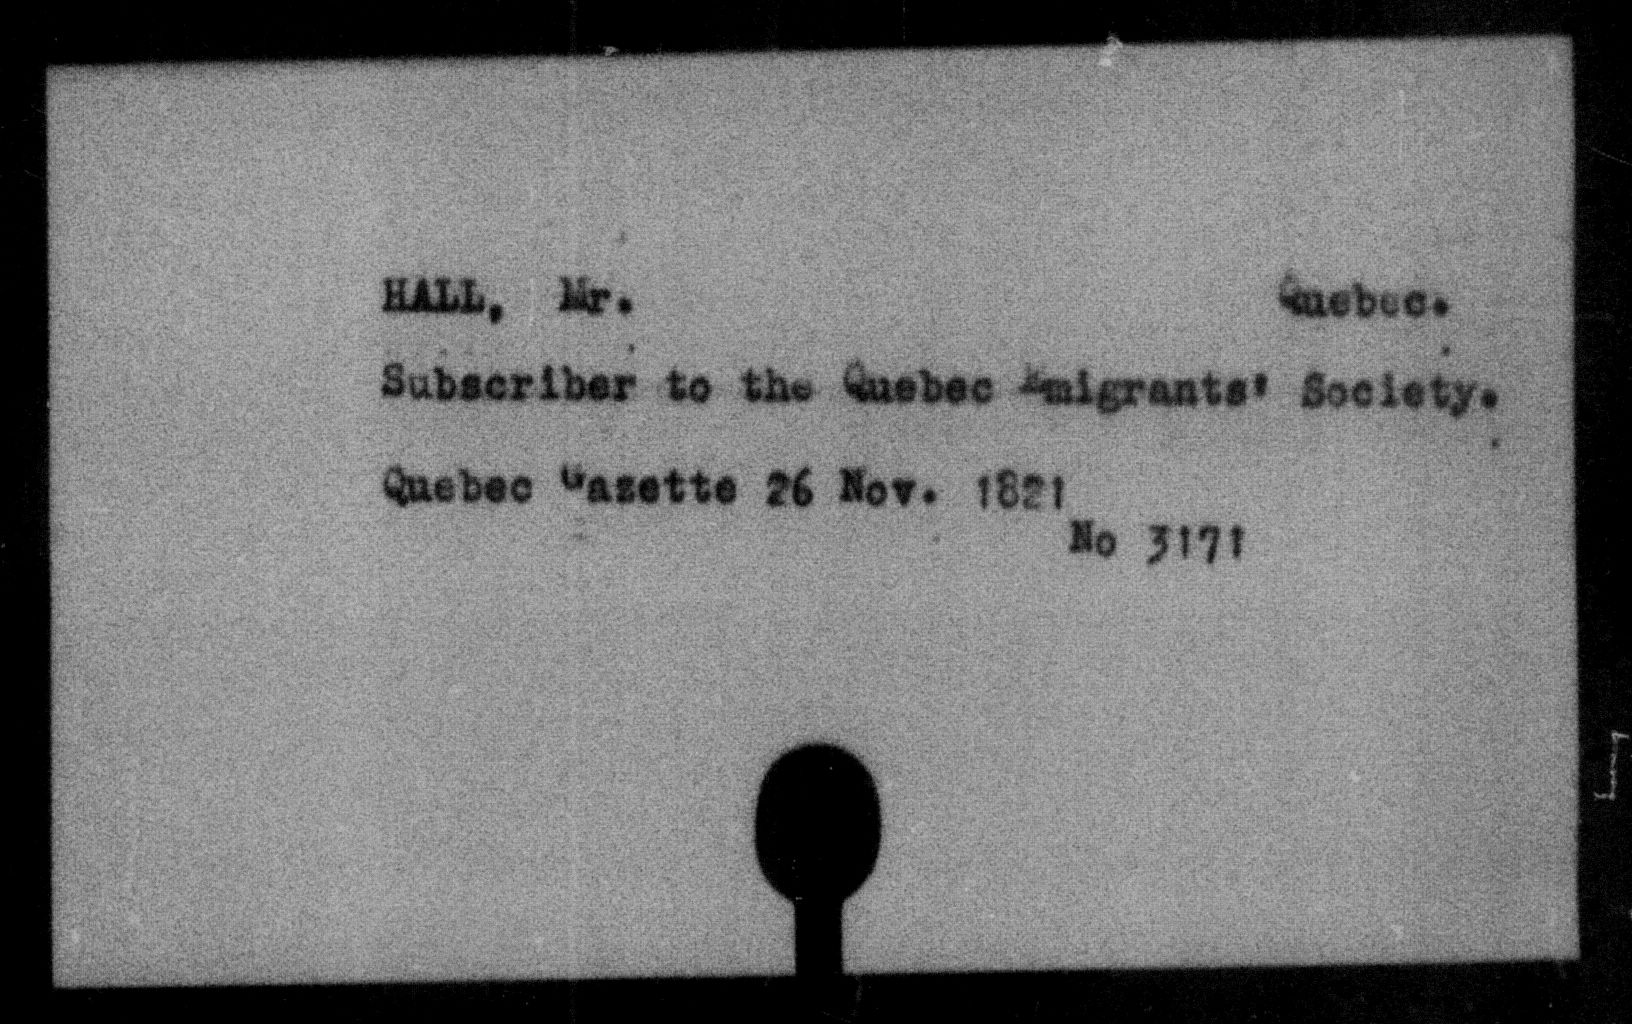 HALL, Mr. Quebec.
Subscriber to the Quebec Emigrants' Society.
Quebec Gazette 26 Nov. 1821
No 3171